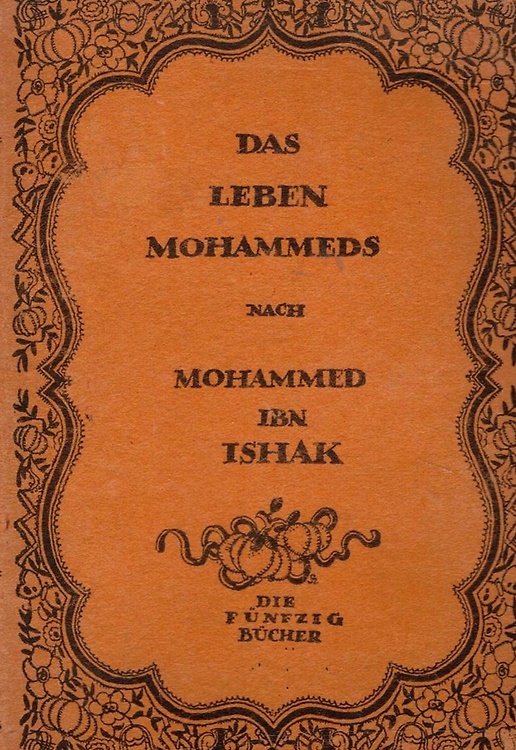 DAS
LEBEN
MOHAMMEDS
NACH
MOHAMMED
IBN
ISHAK
DIE
FÜNFZIG
BÜCHER